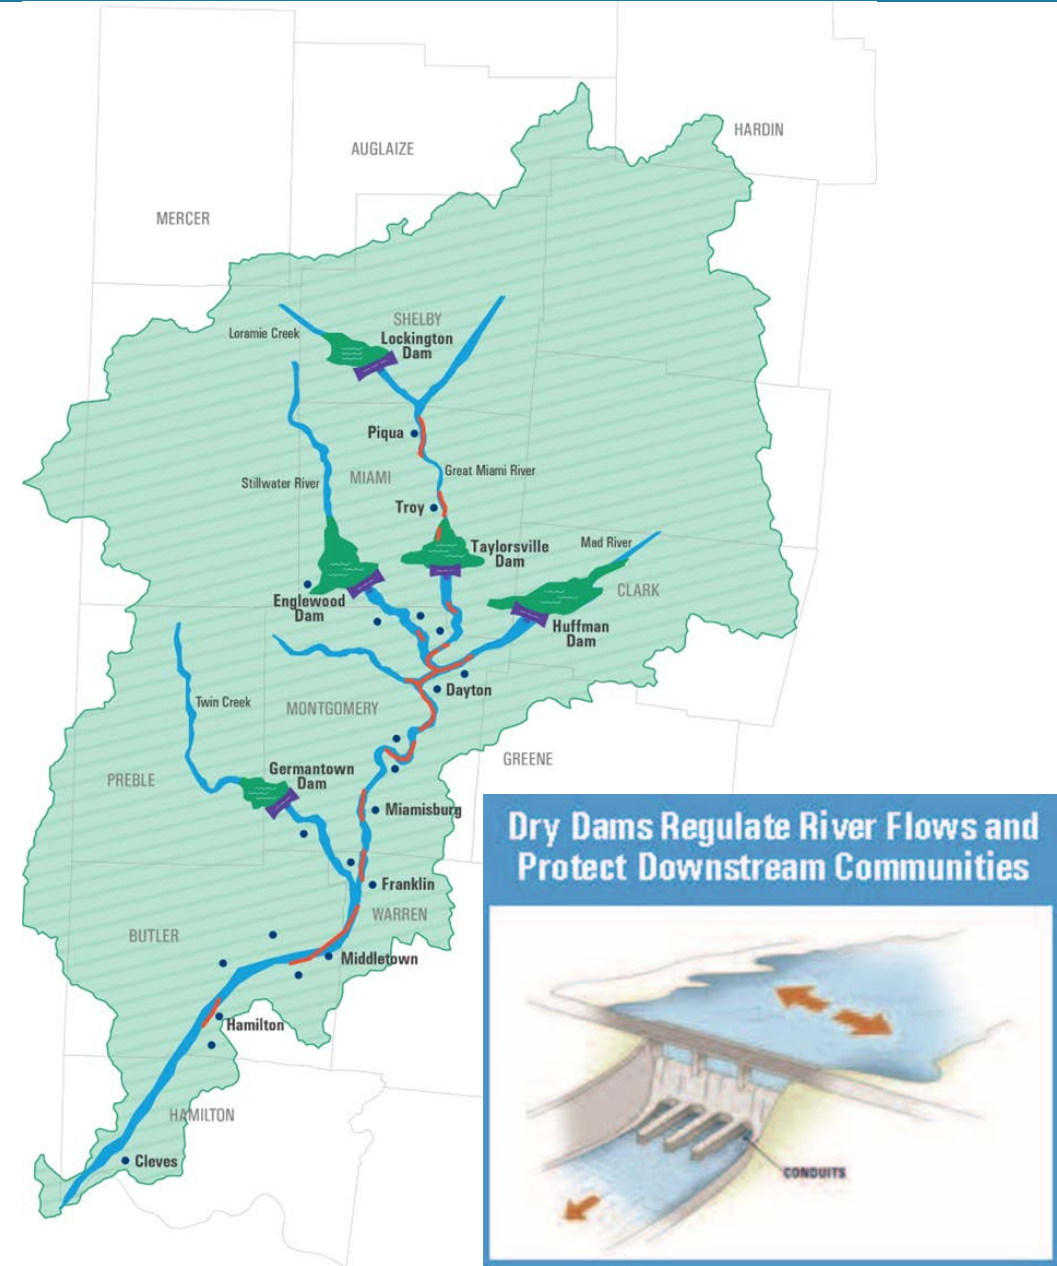 HARDIN
AUGLAIZE
MERCER
SHELBY
Loramie Creek
Lockington
Dam
Piqua
Great Miami River
MIAMI
Stillwater River
Troy
Mad River
Taylorsville
Dam
CLARK
Englewood
Dam
Huffman
Dam
Dayton
Twin Creek
MONTGOMERY
GREENE
Germantown
Dam
PREBLE
Miamisburg
Franklin
WARREN
BUTLER
Middletown
Hamilton
HAMILTON
Cleves
Dry Dams Regulate River Flows and
Protect Downstream Communities
CONDUITS